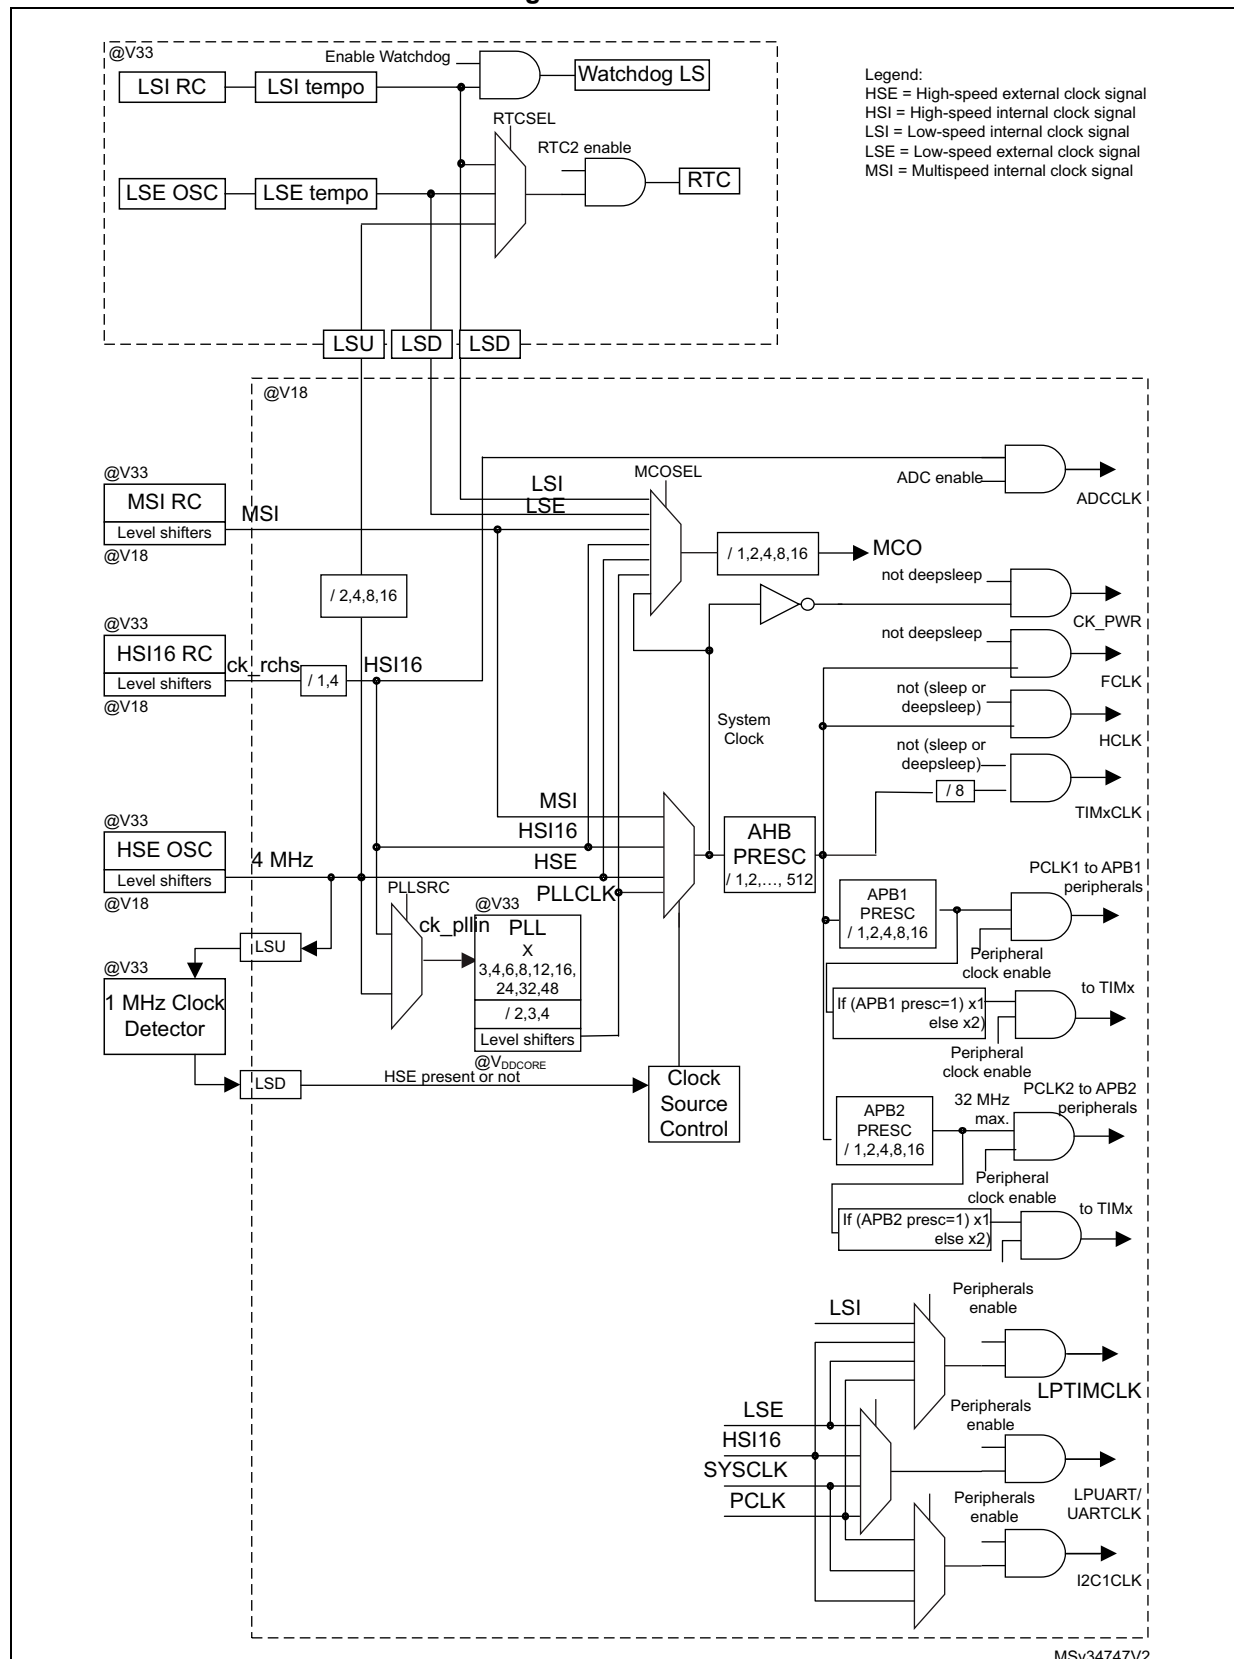 @V33
Enable Watchdog
LSI RC
LSI tempo
Watchdog LS
Legend:
HSE = High-speed external clock signal
HSI = High-speed internal clock signal
LSI = Low-speed internal clock signal
LSE = Low-speed external clock signal
MSI = Multispeed internal clock signal
RTCSEL
RTC2 enable
LSE OSC
LSE tempo
RTC
LSU
LSD
LSD
@V18
@V33
MSI RC
Level shifters
@V18
MSI
LSI
LSE
MCOSEL
ADC enable
ADCCLK
/ 1,2,4,8,16
MCO
/ 2,4,8,16
not deepsleep
CK_PWR
@V33
HSI16 RC
Level shifters
@V18
ck_rchs
/ 1,4
HSI16
not deepsleep
FCLK
System
Clock
not (sleep or
deepsleep)
HCLK
not (sleep or
deepsleep)
/ 8
TIMxCLK
@V33
HSE OSC
Level shifters
@V18
4 MHz
MSI
HSI16
HSE
PLLCLK
AHB
PRESC
/ 1,2,..., 512
PLLSRC
ck_pllin
@V33
PLL
X
3,4,6,8,12,16,
24,32,48
/ 2,3,4
Level shifters
@VDDCORE
APB1
PRESC
/ 1,2,4,8,16
PCLK1 to APB1
peripherals
Peripheral
clock enable
LSU
@V33
1 MHz Clock
Detector
LSD
HSE present or not
Clock
Source
Control
If (APB1 presc=1) x1
else x2)
to TIMx
Peripheral
clock enable
APB2
PRESC
/ 1,2,4,8,16
32 MHz
max.
PCLK2 to APB2
peripherals
Peripheral
clock enable
If (APB2 presc=1) x1
else x2)
to TIMx
LSI
Peripherals
enable
LPTIMCLK
LSE
HSI16
SYSCLK
PCLK
Peripherals
enable
LPUART/
UARTCLK
Peripherals
enable
I2C1CLK
MSv34747V2